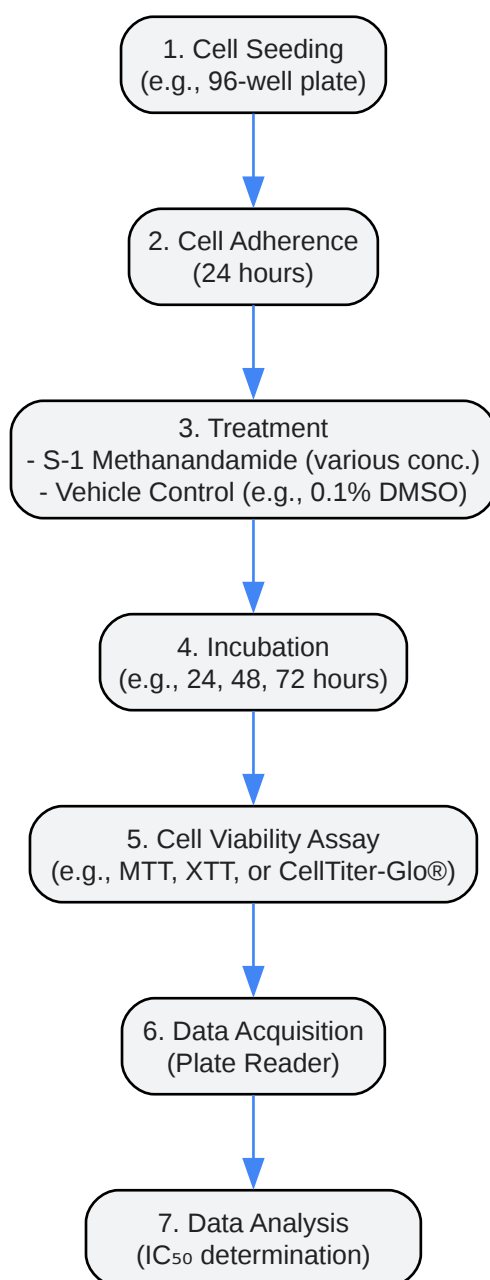 1. Cell Seeding
(e.g., 96-well plate)
2. Cell Adherence
(24 hours)
3. Treatment
- S-1 Methanandamide (various conc.)
- Vehicle Control (e.g., 0.1% DMSO)
4. Incubation
(e.g., 24, 48, 72 hours)
5. Cell Viability Assay
(e.g., MTT, XTT, or CellTiter-Glo®)
6. Data Acquisition
(Plate Reader)
7. Data Analysis
(IC₅₀ determination)